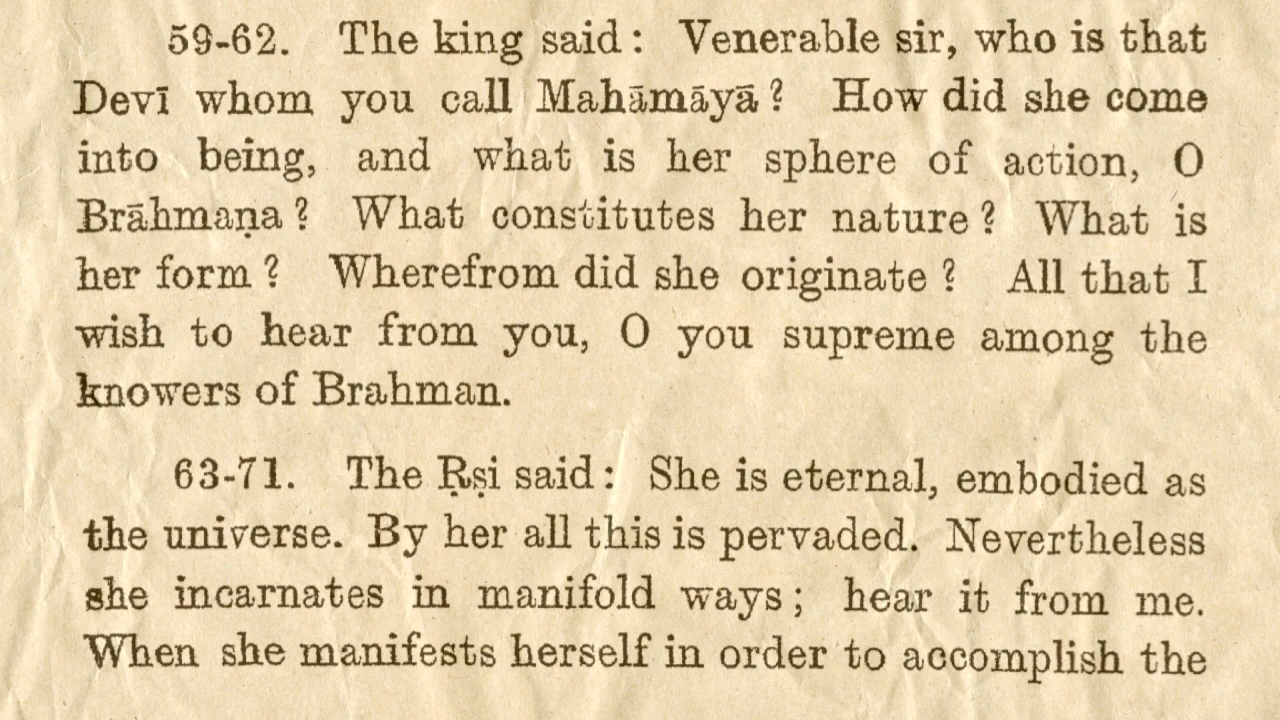 59-62. The king said: Venerable sir, who is that
Devī whom you call Mahāmāyā? How did she come
into being, and what is her sphere of action, O
Brāhmaṇa? What constitutes her nature? What is
her form? Wherefrom did she originate? All that I
wish to hear from you, O you supreme among the
knowers of Brahman.
63-71. The Ṛṣi said: She is eternal, embodied as
the universe. By her all this is pervaded. Nevertheless
she incarnates in manifold ways; hear it from me.
When she manifests herself in order to accomplish the